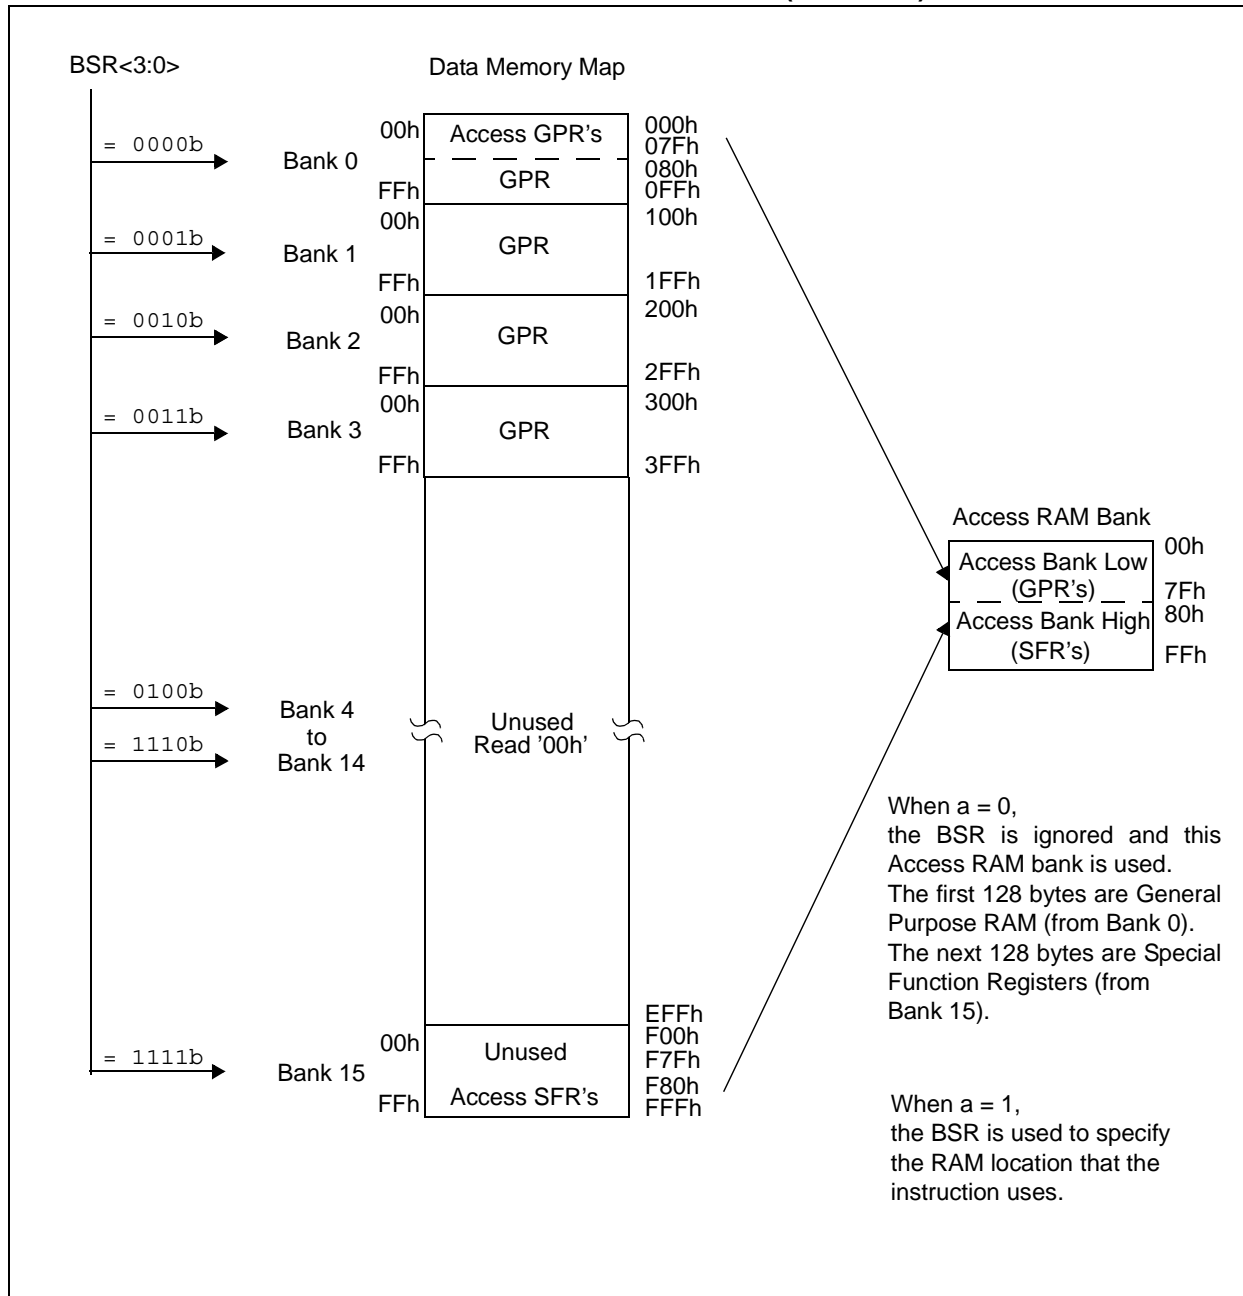 BSR<3:0>
Data Memory Map
= 0000b
Bank 0
00h
Access GPR's
000h
07Fh
FFh
GPR
080h
0FFh
= 0001b
Bank 1
00h
GPR
100h
FFh
1FFh
= 0010b
Bank 2
00h
GPR
200h
FFh
2FFh
= 0011b
Bank 3
00h
GPR
300h
FFh
3FFh
Access RAM Bank
Access Bank Low
(GPR's)
00h
7Fh
Access Bank High
(SFR's)
80h
FFh
= 0100b
= 1110b
Bank 4
to
Bank 14
Unused
Read '00h'
When a = 0,
the BSR is ignored and this
Access RAM bank is used.
The first 128 bytes are General
Purpose RAM (from Bank 0).
The next 128 bytes are Special
Function Registers (from
Bank 15).
EFFh
= 1111b
Bank 15
00h
Unused
F00h
F7Fh
FFh
Access SFR's
F80h
FFFh
When a = 1,
the BSR is used to specify
the RAM location that the
instruction uses.